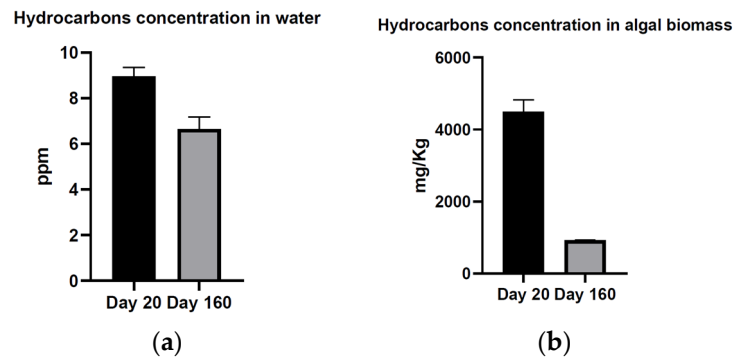 Hydrocarbons concentration in water
10
8
6
4
2
0
ppm
Day 20 Day 160
(a)
Hydrocarbons concentration in algal biomass
6000
4000
2000
0
mg/Kg
Day 20 Day 160
(b)